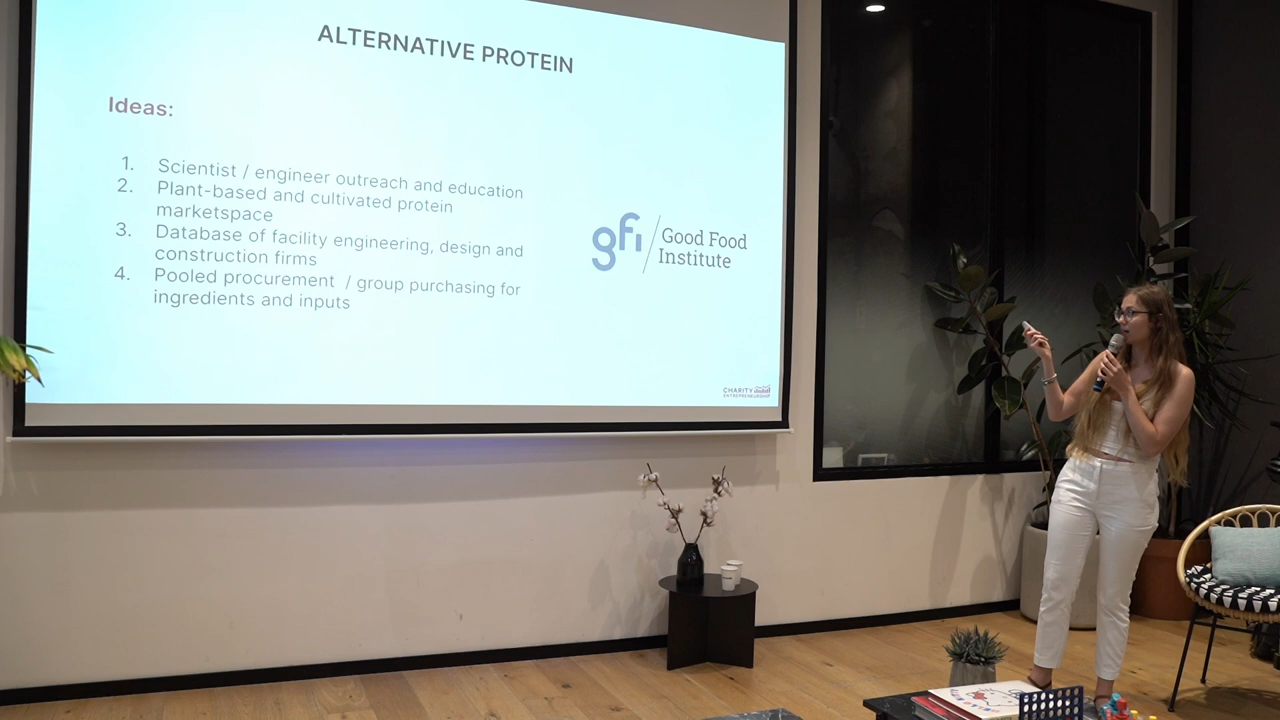 ALTERNATIVE PROTEIN
Ideas:
1. Scientist / engineer outreach and education
2. Plant-based and cultivated protein
marketspace
3. Database of facility engineering, design and
construction firms
4. Pooled procurement / group purchasing for
ingredients and inputs
gfi / Good Food
Institute
CHARITY
ENTREPRENEURSHIP